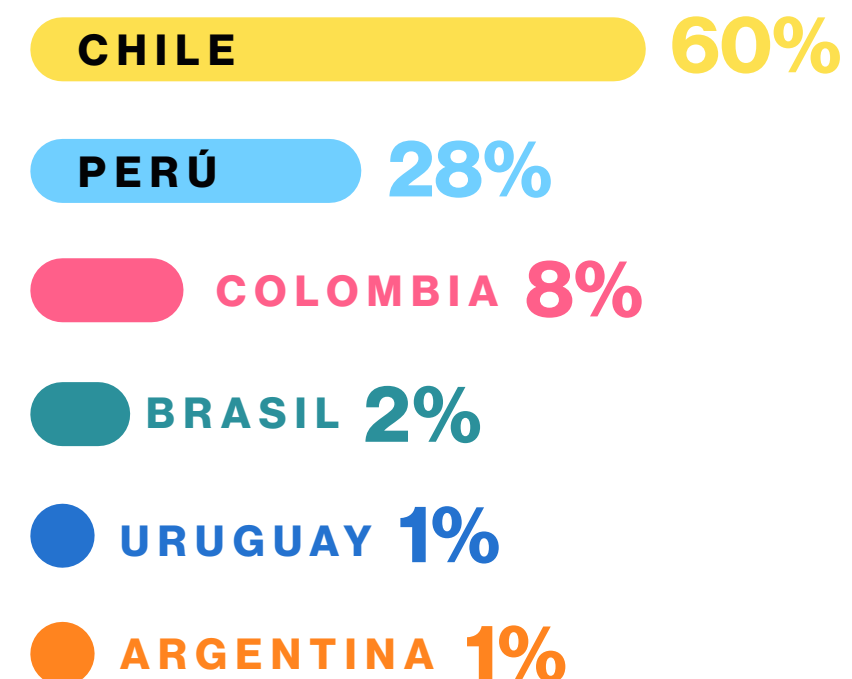 CHILE 60%
PERÚ 28%
COLOMBIA 8%
BRASIL 2%
URUGUAY 1%
ARGENTINA 1%